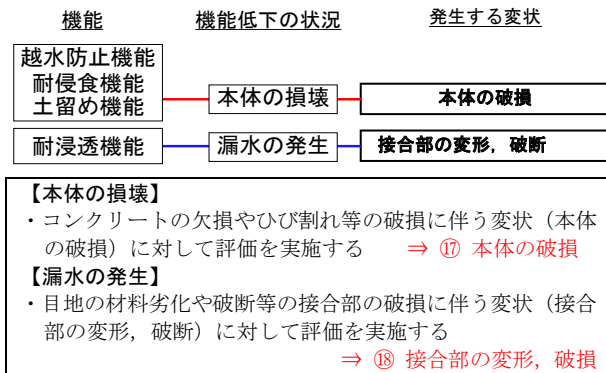 機能 機能低下の状況 発生する変状
越水防止機能
耐侵食機能
土留め機能
本体の損壊 本体の破損
耐浸透機能 漏水の発生 接合部の変形，破断
【本体の損壊】
・コンクリートの欠損やひび割れ等の破損に伴う変状（本体
の破損）に対して評価を実施する ⇒ ⑰ 本体の破損
【漏水の発生】
・目地の材料劣化や破断等の接合部の破損に伴う変状（接合
部の変形，破断）に対して評価を実施する
⇒ ⑱ 接合部の変形，破損